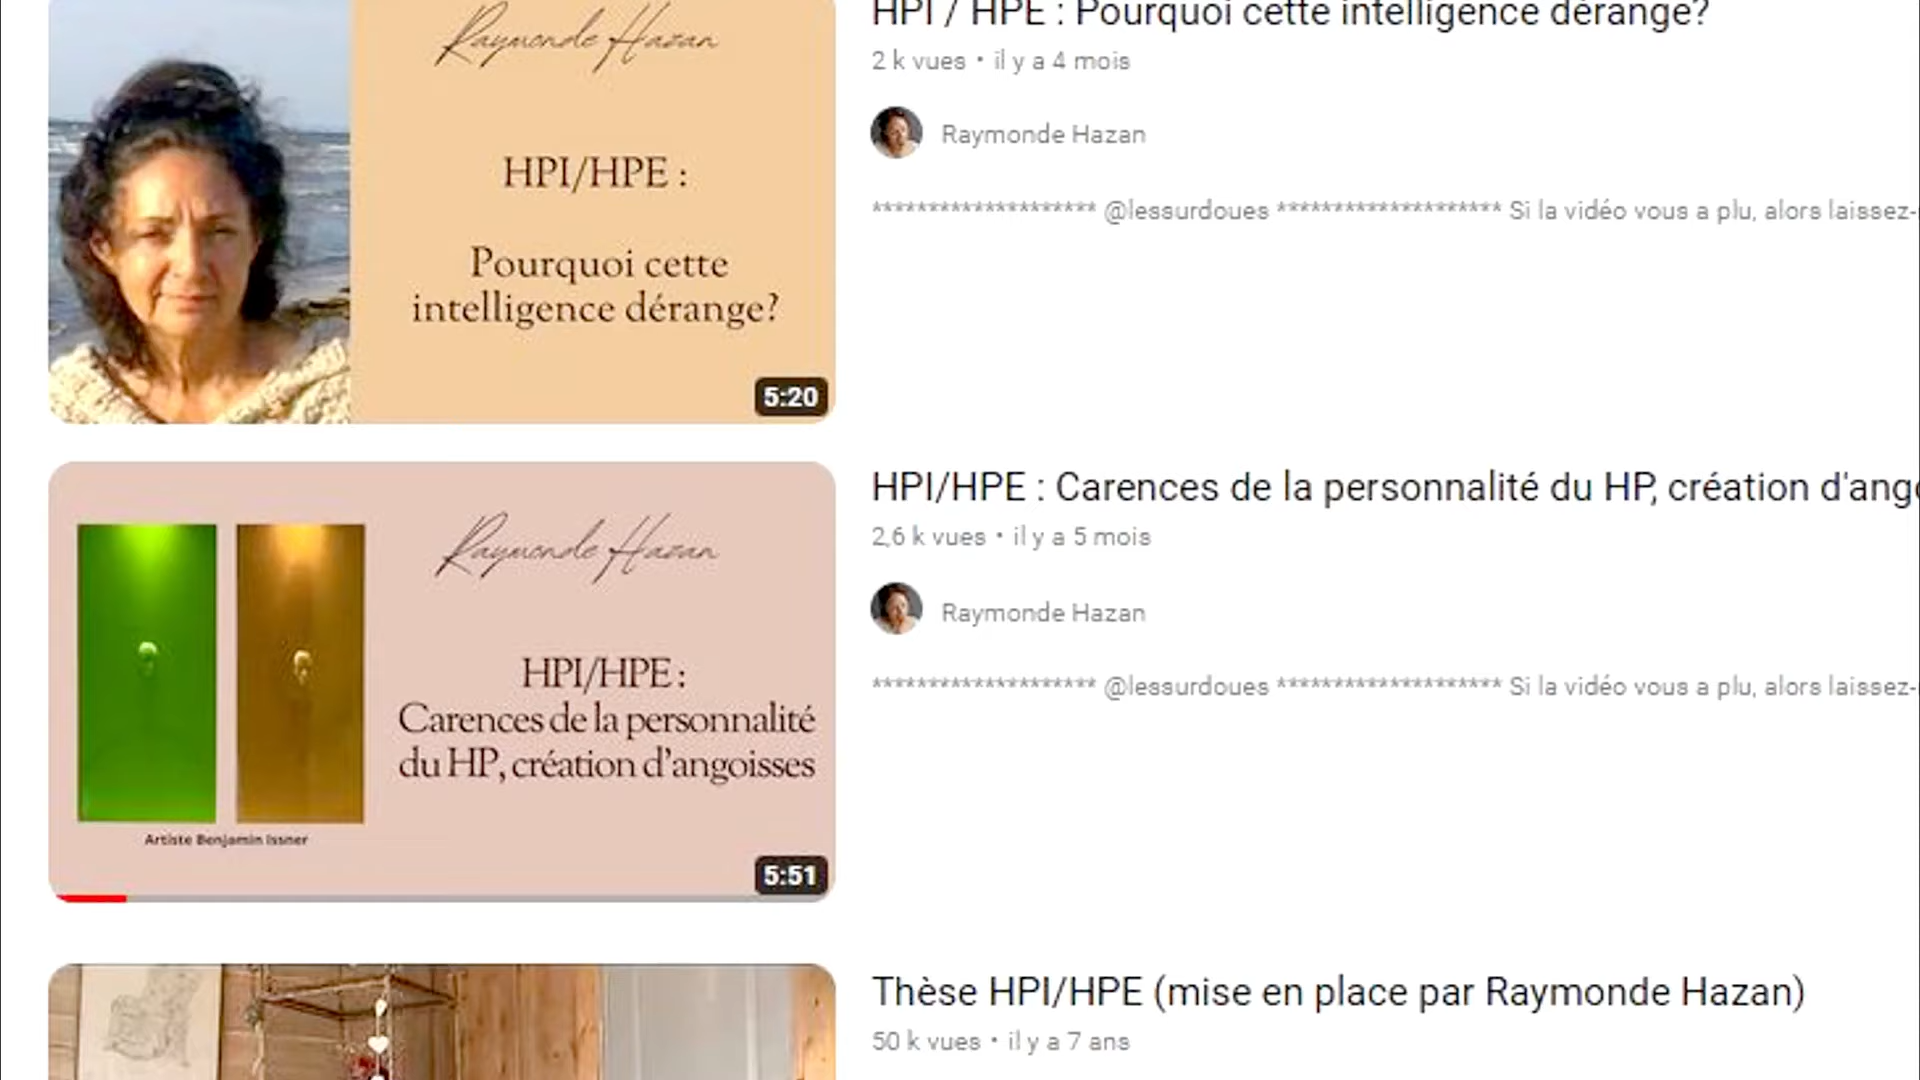 Raymonde Hazan
HPI/HPE :
Pourquoi cette
intelligence dérange?
5:20
HPI / HPE : Pourquoi cette intelligence dérange?
2 k vues • il y a 4 mois
Raymonde Hazan
******************** @lessurdoues ******************** Si la vidéo vous a plu, alors laissez-
Raymonde Hazan
HPI/HPE :
Carences de la personnalité
du HP, création d'angoisses
Artiste Benjamin Issner
5:51
HPI/HPE : Carences de la personnalité du HP, création d'ango
2,6 k vues • il y a 5 mois
Raymonde Hazan
******************** @lessurdoues ******************** Si la vidéo vous a plu, alors laissez-
Thèse HPI/HPE (mise en place par Raymonde Hazan)
50 k vues • il y a 7 ans